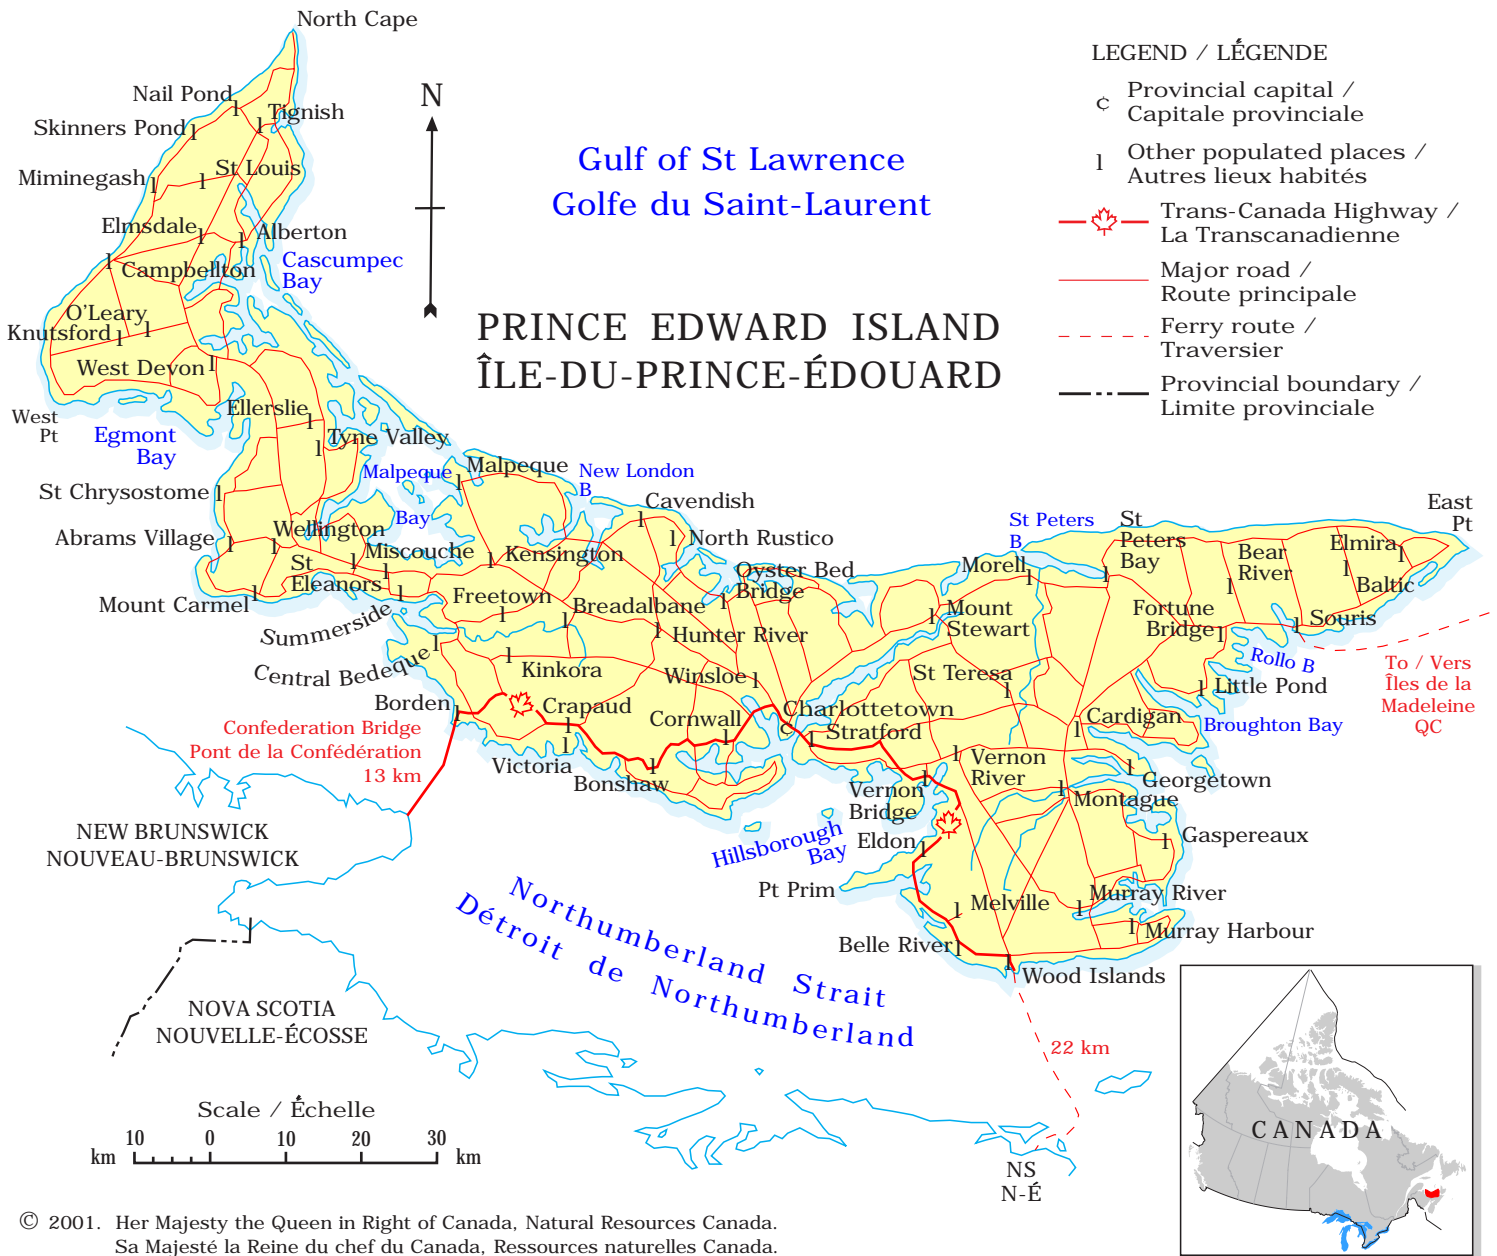 North Cape
Nail Pond
Tignish
Skinners Pond
St Louis
Miminegash
Elmsdale
Alberton
Cascumpec
Bay
Campbellton
O'Leary
Knutsford
West Devon
West
Pt
Egmont
Bay
Ellerslie
Tyne Valley
N
Gulf of St Lawrence
Golfe du Saint-Laurent
PRINCE EDWARD ISLAND
ÎLE-DU-PRINCE-ÉDOUARD
LEGEND / LÉGENDE
¢ Provincial capital /
Capitale provinciale
l Other populated places /
Autres lieux habités
Trans-Canada Highway /
La Transcanadienne
Major road /
Route principale
Ferry route /
Traversier
Provincial boundary /
Limite provinciale
Malpeque
Bay
Malpeque
New London
B
St Chrysostome
Cavendish
Abrams Village
Wellington
Miscouche
North Rustico
St
Eleanors
Kensington
Oyster Bed
Bridge
Mount Carmel
Summerside
Freetown
Breadalbane
Hunter River
Central Bedeque
Kinkora
Winsloe
Borden
Crapaud
Cornwall
Charlottetown
¢
Stratford
Victoria
Bonshaw
Confederation Bridge
Pont de la Confédération
13 km
St Peters
B
St
Peters
Bay
East
Pt
Morell
Bear
River
Elmira
Baltic
Mount
Stewart
Fortune
Bridge
Souris
St Teresa
Rollo B
Little Pond
To / Vers
Îles de la
Madeleine
QC
Cardigan
Broughton Bay
Vernon
River
Georgetown
Vernon
Bridge
Montague
Hillsborough
Bay
Eldon
Gaspereaux
Pt Prim
Melville
Murray River
Belle River
Murray Harbour
Wood Islands
NEW BRUNSWICK
NOUVEAU-BRUNSWICK
Northumberland Strait
Détroit de Northumberland
NOVA SCOTIA
NOUVELLE-ÉCOSSE
22 km
NS
N-É
CANADA
Scale / Échelle
10 0 10 20 30
km km
© 2001. Her Majesty the Queen in Right of Canada, Natural Resources Canada.
Sa Majesté la Reine du chef du Canada, Ressources naturelles Canada.